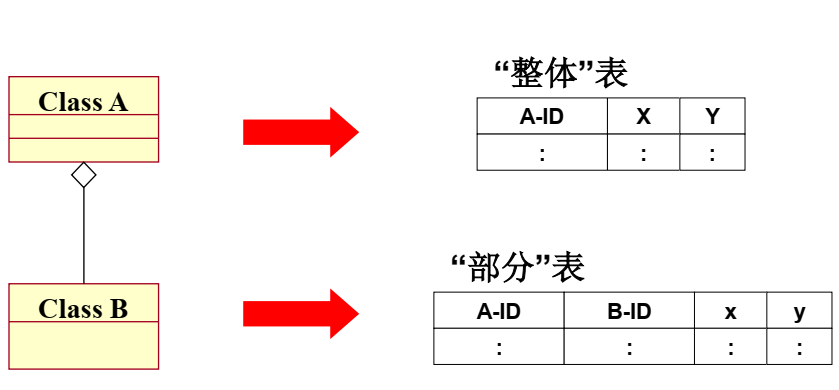 “整体”表
Class A
A-ID X Y
: : :
“部分”表
Class B
A-ID B-ID x y
: : : :